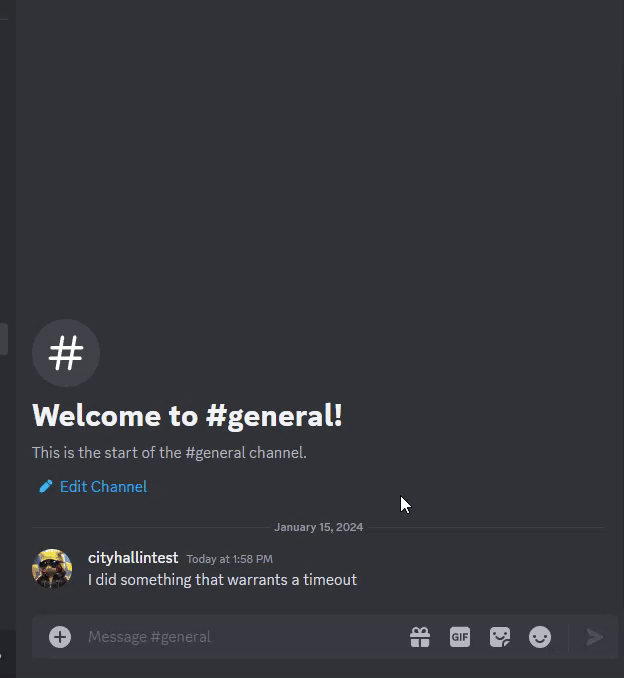 #
Welcome to #general!
This is the start of the #general channel.
Edit Channel
January 15, 2024
cityhallintest Today at 1:58 PM
I did something that warrants a timeout
Message #general
GIF